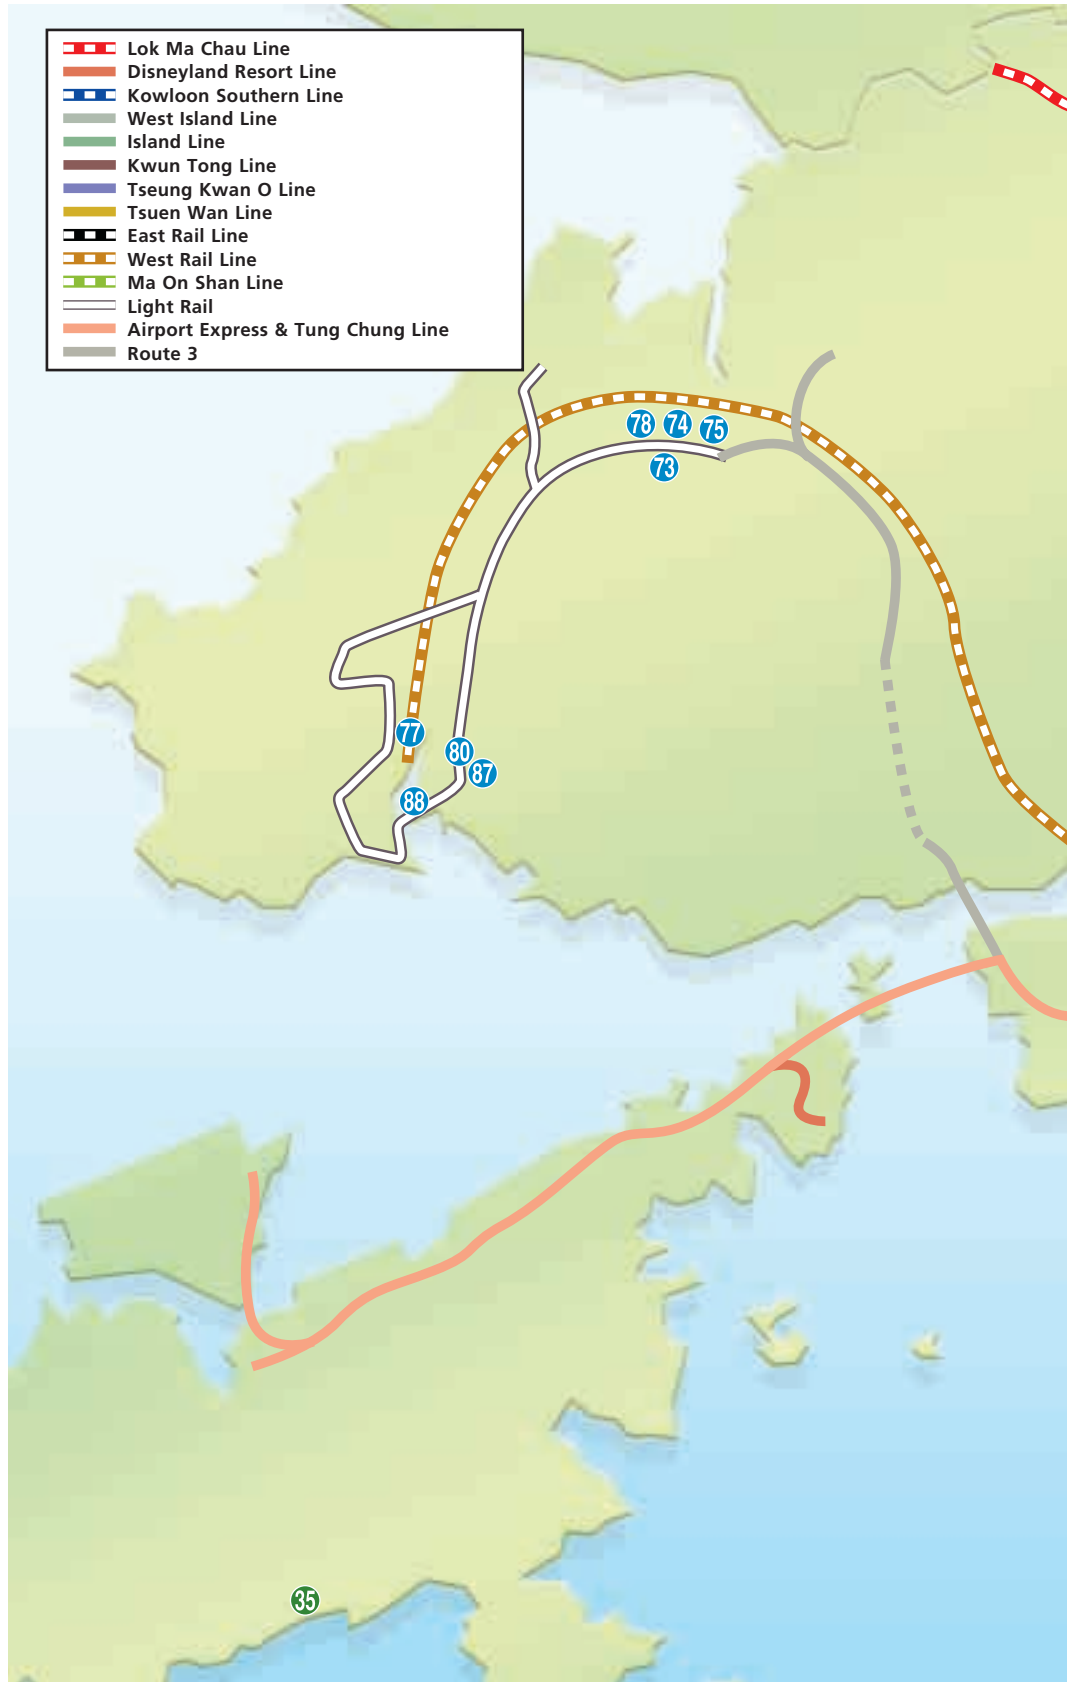 Lok Ma Chau Line
Disneyland Resort Line
Kowloon Southern Line
West Island Line
Island Line
Kwun Tong Line
Tseung Kwan O Line
Tsuen Wan Line
East Rail Line
West Rail Line
Ma On Shan Line
Light Rail
Airport Express & Tung Chung Line
Route 3
78 74 75
73
77
80
87
88
35